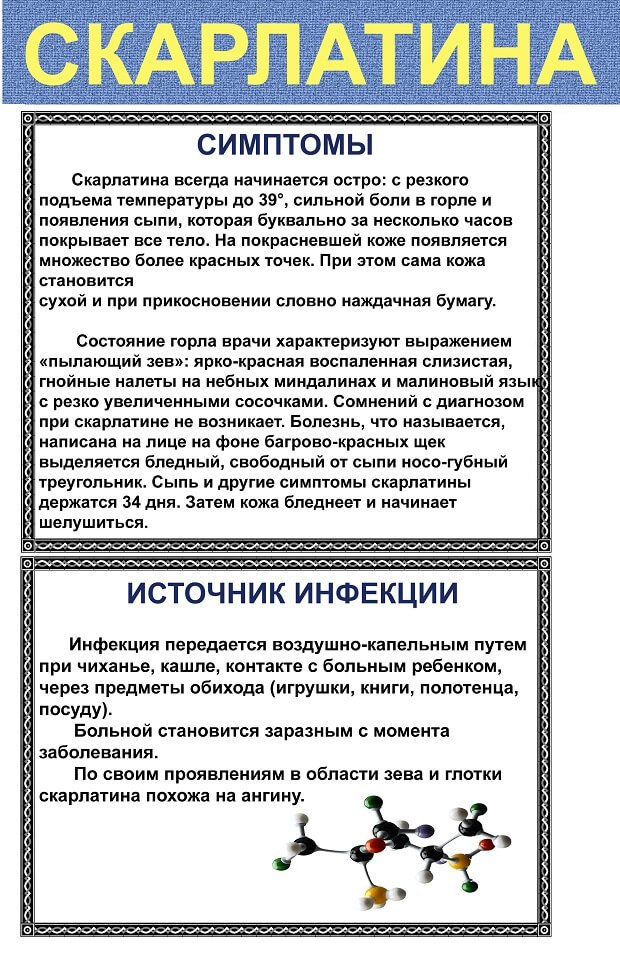 СКАРЛАТИНА
СИМПТОМЫ
Скарлатина всегда начинается остро: с резкого
подъема температуры до 39°, сильной боли в горле и
появления сыпи, которая буквально за несколько часов
покрывает все тело. На покрасневшей коже появляется
множество более красных точек. При этом сама кожа
становится
сухой и при прикосновении словно наждачная бумагу.
Состояние горла врачи характеризуют выражением
«пылающий зев»: ярко-красная воспаленная слизистая,
гнойные налеты на небных миндалинах и малиновый язык
с резко увеличенными сосочками. Сомнений с диагнозом
при скарлатине не возникает. Болезнь, что называется,
написана на лице на фоне багрово-красных щек
выделяется бледный, свободный от сыпи носо-губный
треугольник. Сыпь и другие симптомы скарлатины
держатся 34 дня. Затем кожа бледнеет и начинает
шелушиться.
ИСТОЧНИК ИНФЕКЦИИ
Инфекция передается воздушно-капельным путем
при чиханье, кашле, контакте с больным ребенком,
через предметы обихода (игрушки, книги, полотенца,
посуду).
Больной становится заразным с момента
заболевания.
По своим проявлениям в области зева и глотки
скарлатина похожа на ангину.